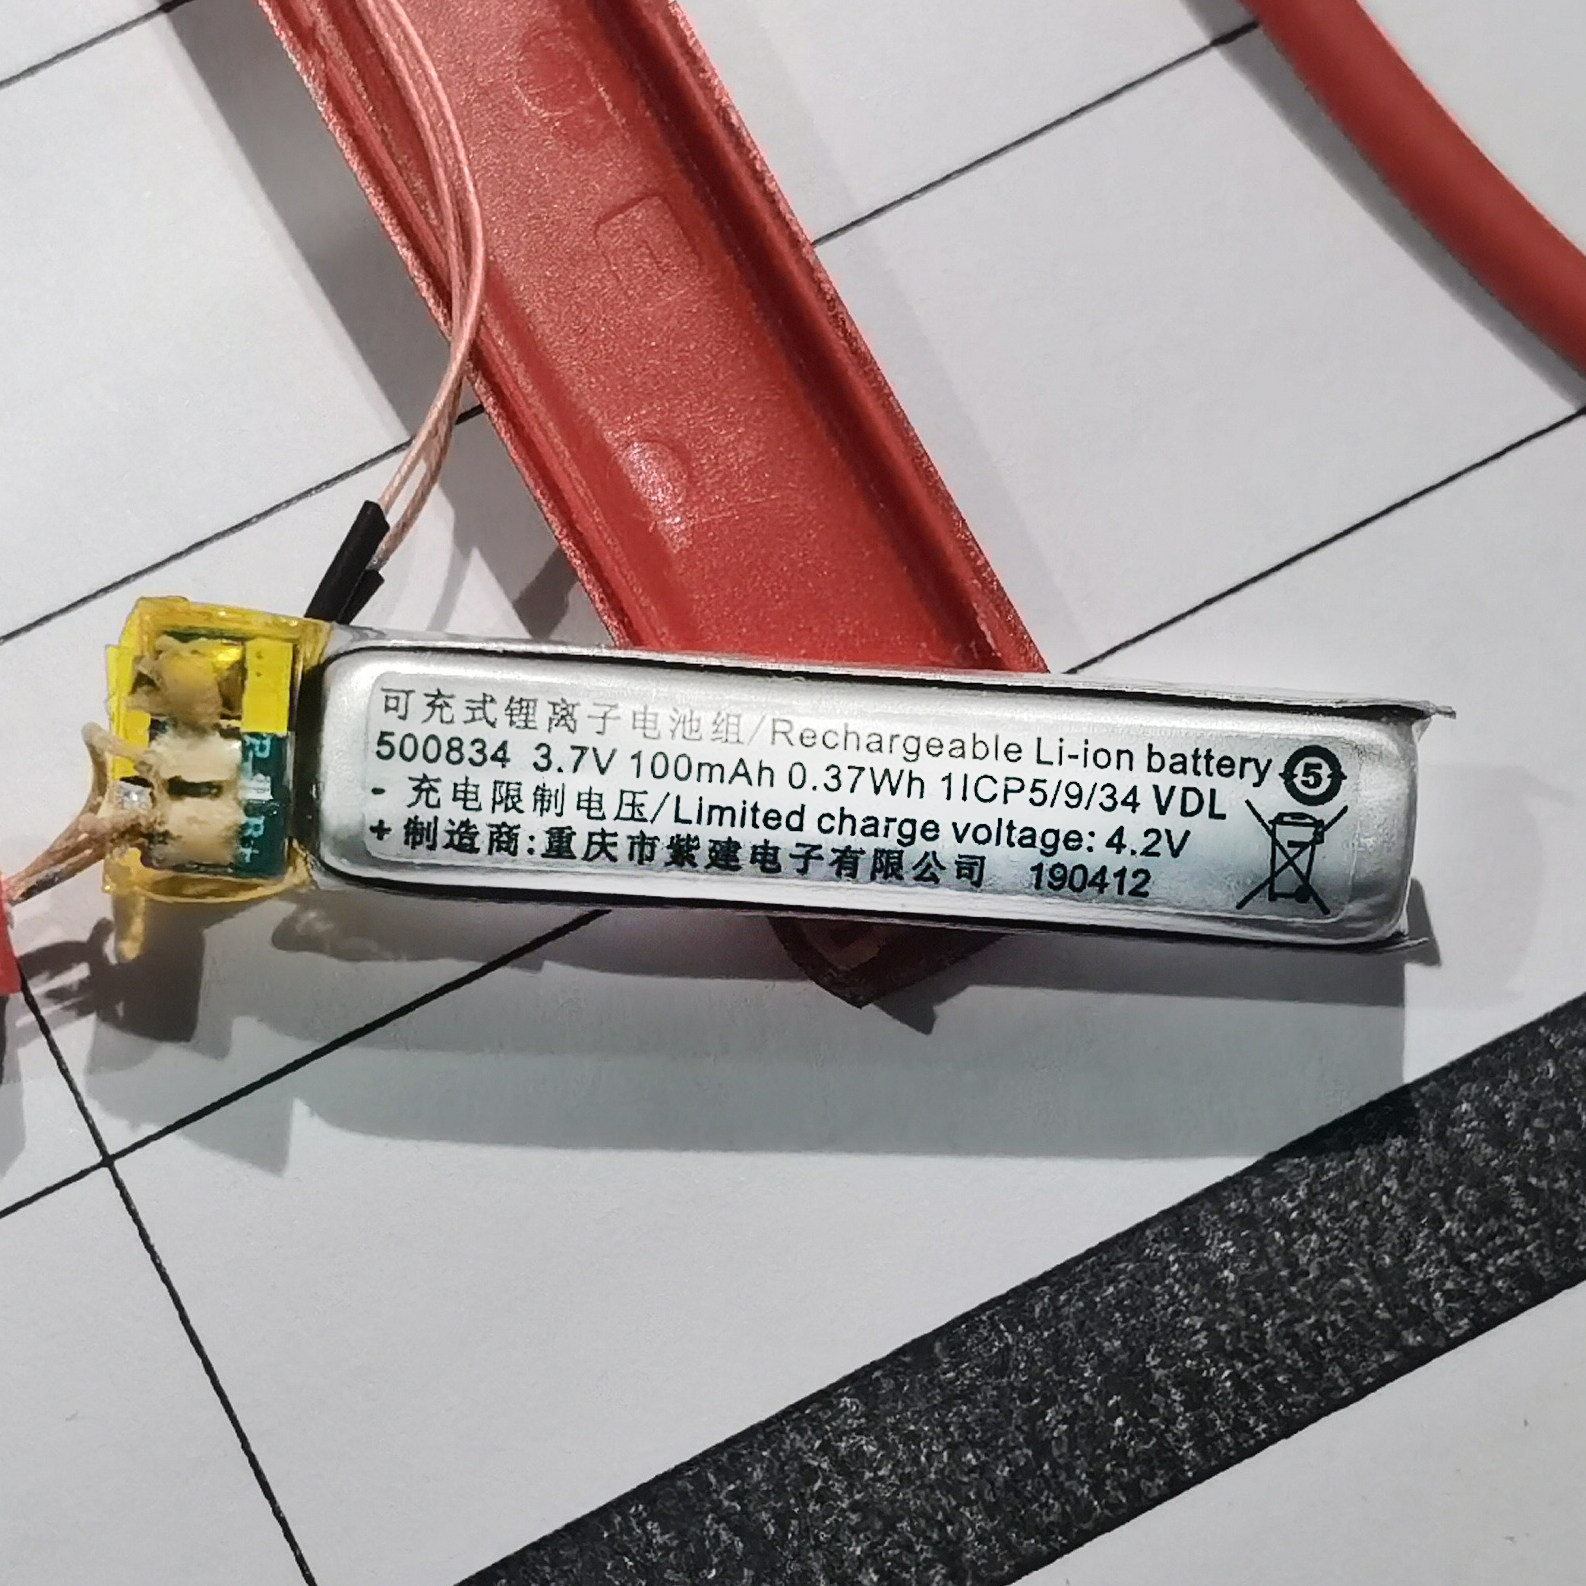 可充式锂离子电池组/Rechargeable Li-ion battery 5
500834 3.7V 100mAh 0.37Wh 1ICP5/9/34 VDL
- 充电限制电压/Limited charge voltage: 4.2V
+ 制造商:重庆市紫建电子有限公司 190412